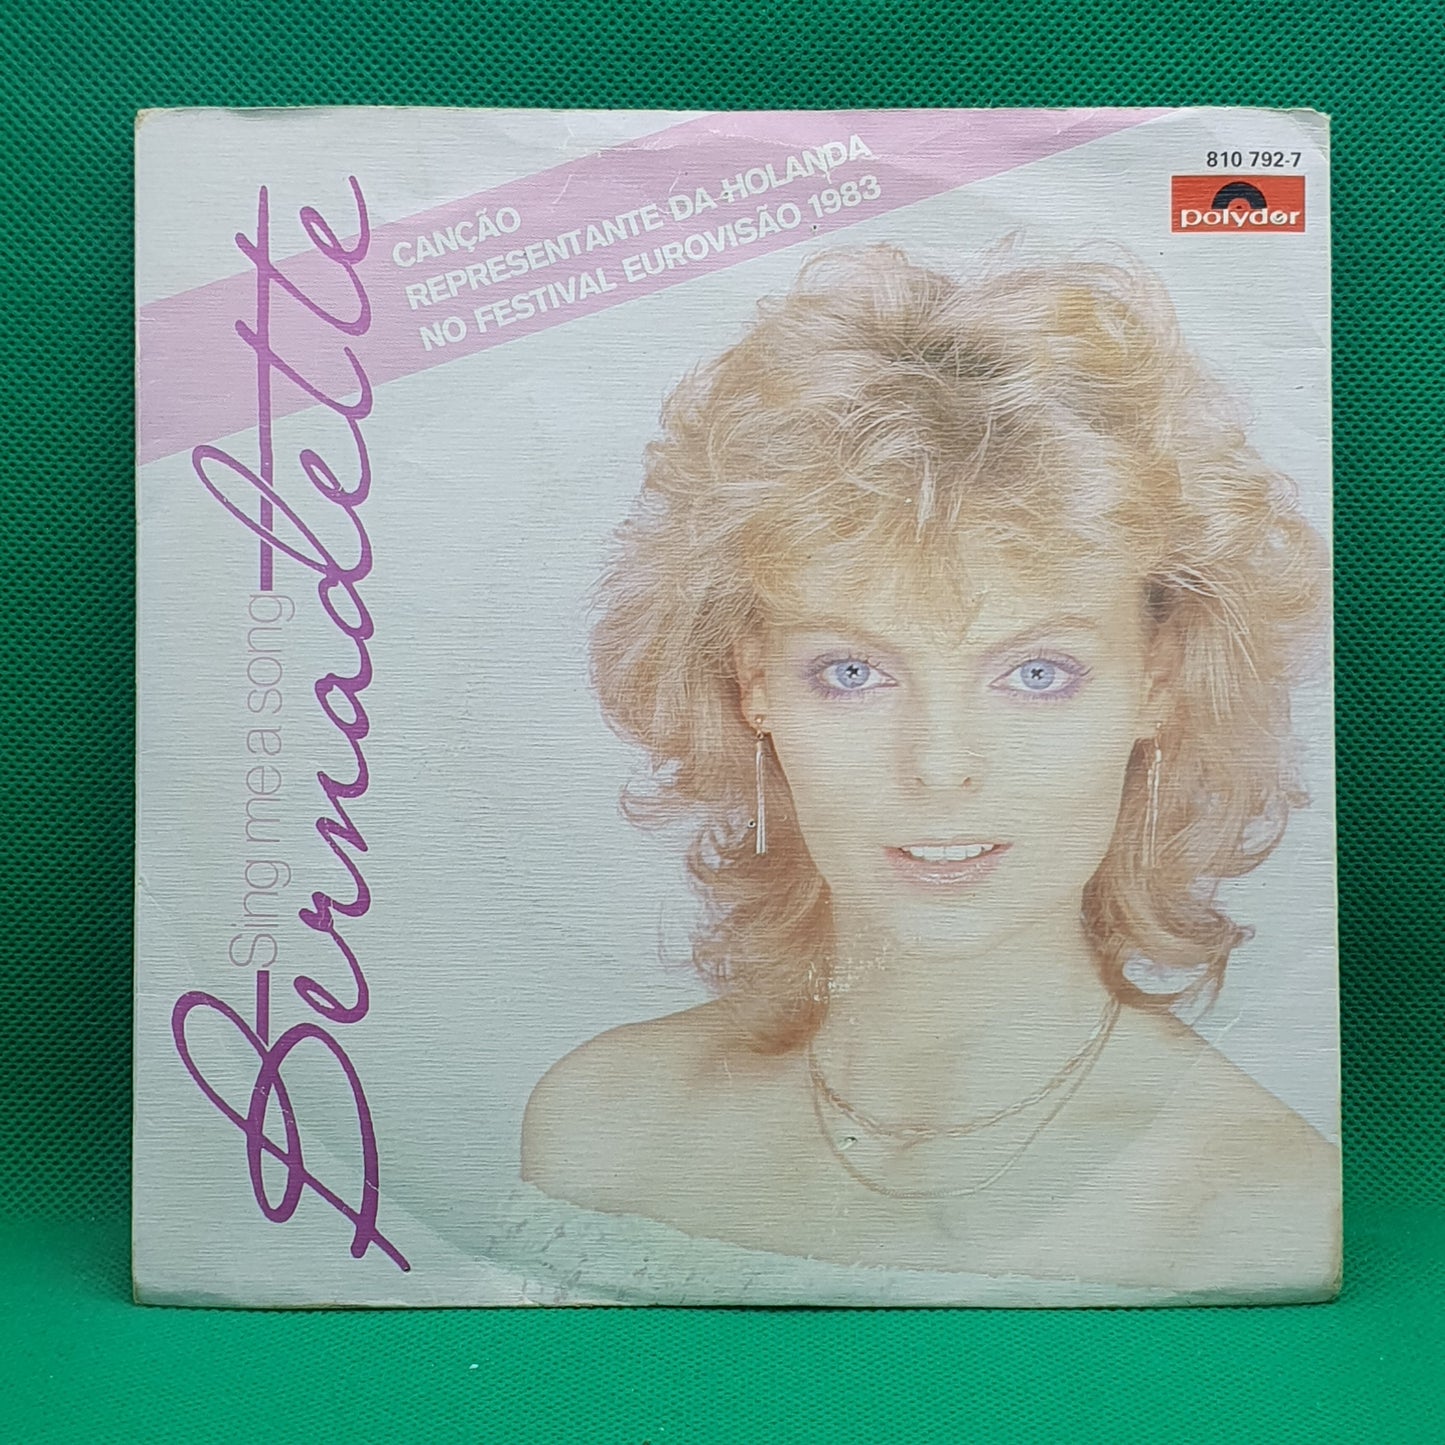 CANÇÃO
REPRESENTANTE DA HOLANDA
NO FESTIVAL EUROVISÃO 1983
810 792-7
polydor
Sing me a song
Bernadette